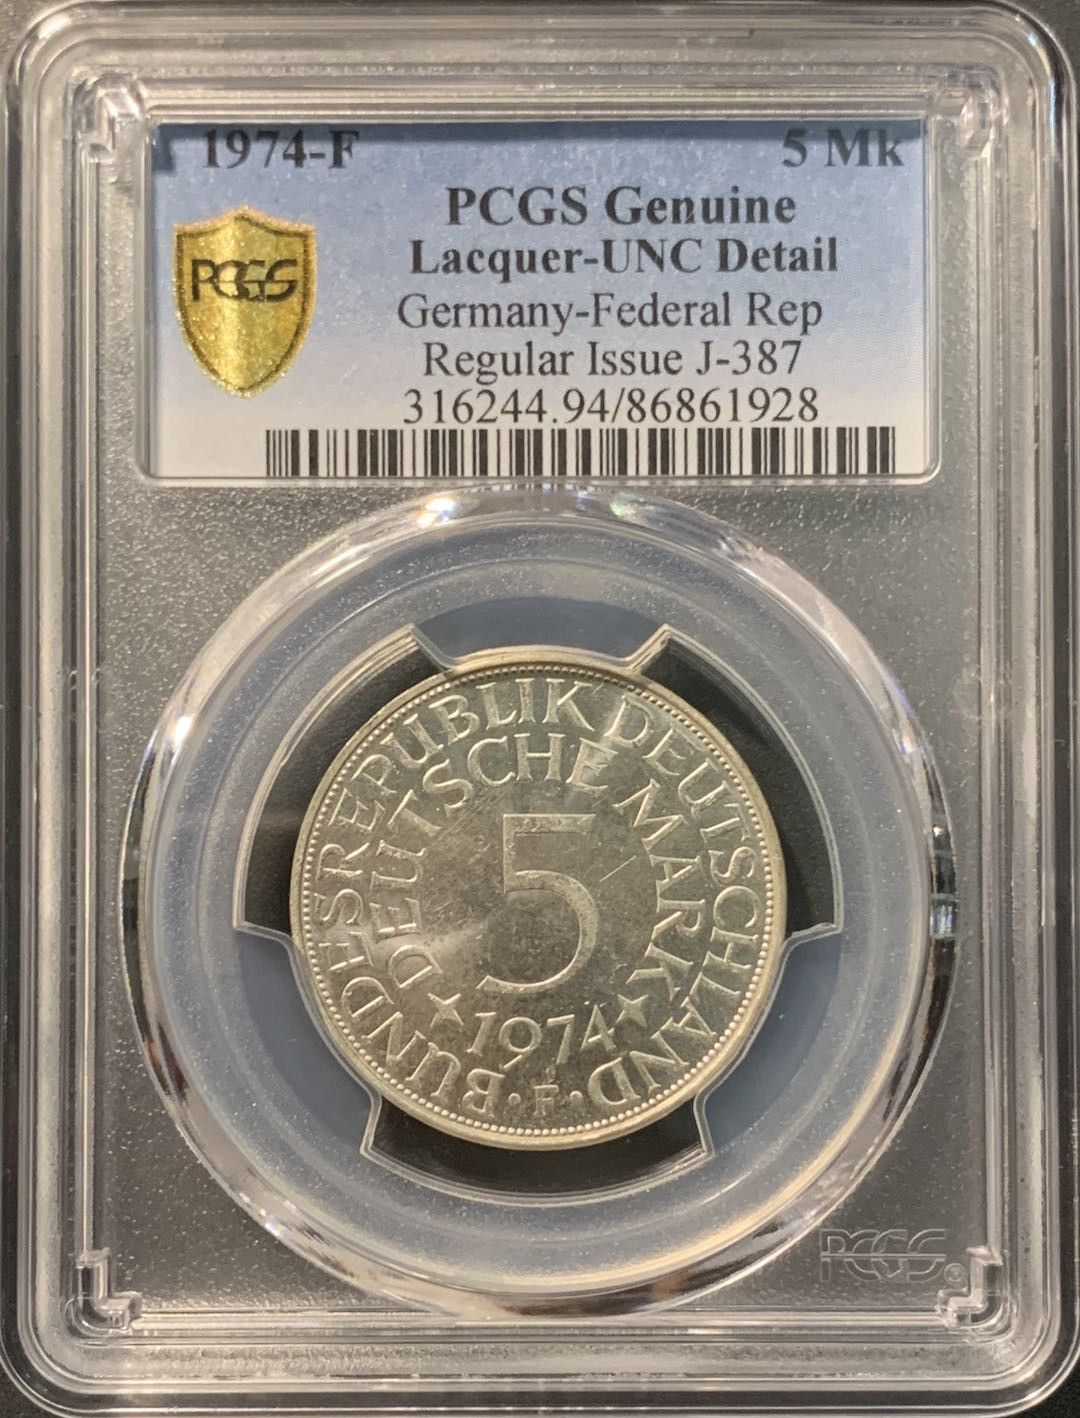 1974-F 5 Mk
PCGS Genuine
Lacquer-UNC Detail
PCGS
Germany-Federal Rep
Regular Issue J-387
316244.94/86861928
BUNDESREPUBLIK DEUTSCHLAND
DEUTSCHE MARK
5
1974
· F ·
PCGS